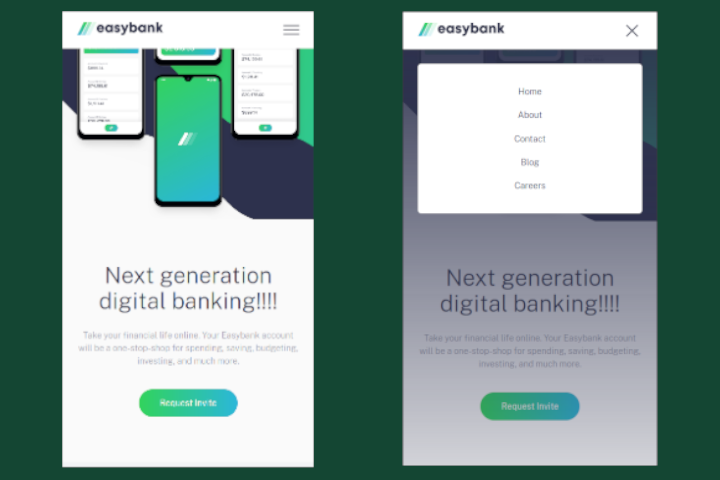 easybank
Next generation
digital banking!!!!
Take your financial life online. Your Easybank account
will be a one-stop-shop for spending, saving, budgeting,
investing, and much more.
Request Invite
easybank
Home
About
Contact
Blog
Careers
Next generation
digital banking!!!!
Take your financial life online. Your Easybank account
will be a one-stop-shop for spending, saving, budgeting,
investing, and much more.
Request Invite